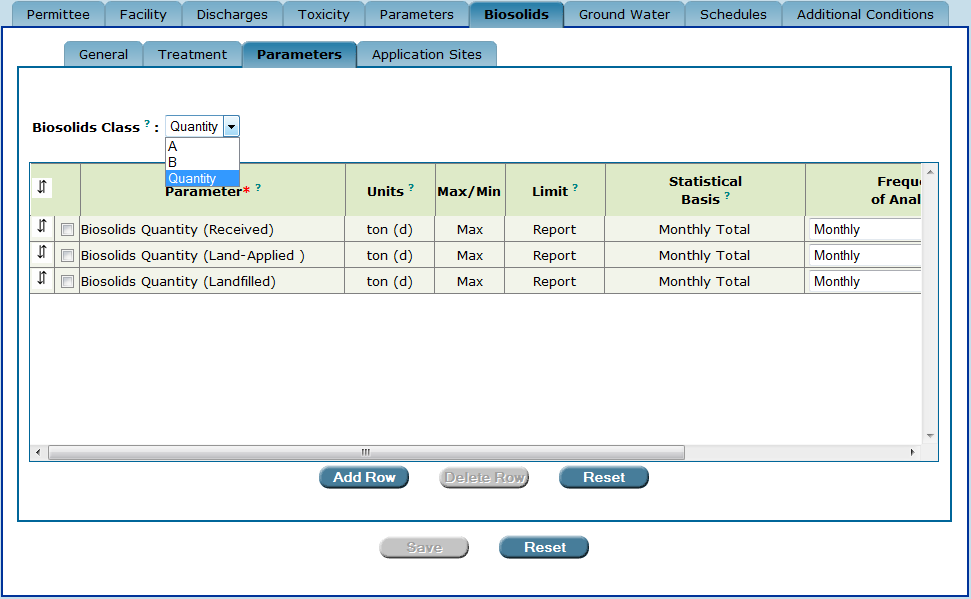 Permittee Facility Discharges Toxicity Parameters Biosolids Ground Water Schedules Additional Conditions
General Treatment Parameters Application Sites
Biosolids Class ? : Quantity
A
B
Quantity
Parameter* ? Units ? Max/Min Limit ? Statistical Basis ? Frequ of Anal
Biosolids Quantity (Received) ton (d) Max Report Monthly Total Monthly
Biosolids Quantity (Land-Applied ) ton (d) Max Report Monthly Total Monthly
Biosolids Quantity (Landfilled) ton (d) Max Report Monthly Total Monthly
Add Row Delete Row Reset
Save Reset